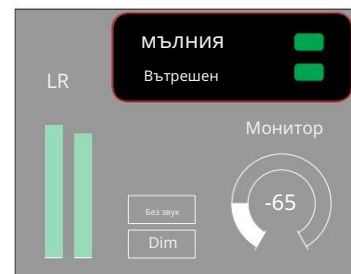 мълния
Вътрешен
LR
Монитор
-65
Без звук
Dim